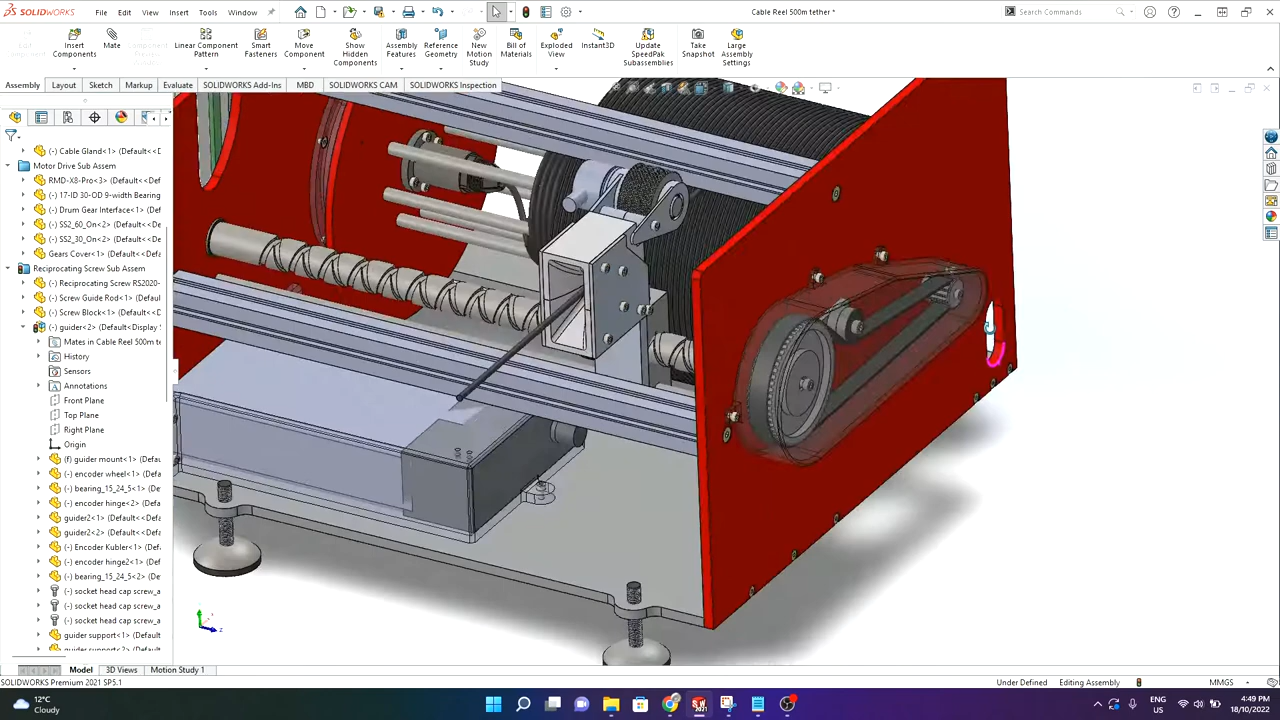 SOLIDWORKS
File
Edit
View
Insert
Tools
Window
Cable Reel 500m tether *
Search Commands
Insert Components
Mate
Linear Component Pattern
Smart Fasteners
Move Component
Show Hidden Components
Assembly Features
Reference Geometry
New Motion Study
Bill of Materials
Exploded View
Instant3D
Update SpeedPak Subassemblies
Take Snapshot
Large Assembly Settings
Assembly
Layout
Sketch
Markup
Evaluate
SOLIDWORKS Add-Ins
MBD
SOLIDWORKS CAM
SOLIDWORKS Inspection
(-) Cable Gland<1> (Default<<D
Motor Drive Sub Assem
RMD-X8-Pro<3> (Default<<De
(-) 17-ID 30-OD 9-width Bearing
(-) Drum Gear Interface<1> (D
(-) SS2_60_On<2> (Default<<D
(-) SS2_30_On<2> (Default<<D
Gears Cover<1> (Default<<De
Reciprocating Screw Sub Assem
(-) Reciprocating Screw RS2020-
(-) Screw Guide Rod<1> (Defa
(-) Screw Block<1> (Default<<D
(-) guider<2> (Default<Display
Mates in Cable Reel 500m te
History
Sensors
Annotations
Front Plane
Top Plane
Right Plane
Origin
(f) guider mount<1> (Defaul
(-) encoder wheel<1> (Defau
(-) bearing_15_24_5<1> (Def
(-) encoder hinge<2> (Defau
guider2<1> (Default<<Defau
guider2<2> (Default<<Defau
(-) Encoder Kubler<1> (Defa
(-) encoder hinge2<1> (Defa
(-) bearing_15_24_5<2> (Def
(-) socket head cap screw_a
(-) socket head cap screw_a
(-) socket head cap screw_a
guider support<1> (Default
guider support<2> (Default
z
Model
3D Views
Motion Study 1
SOLIDWORKS Premium 2021 SP5.1
Under Defined
Editing Assembly
MMGS
12°C
Cloudy
ENG
US
4:49 PM
18/10/2022